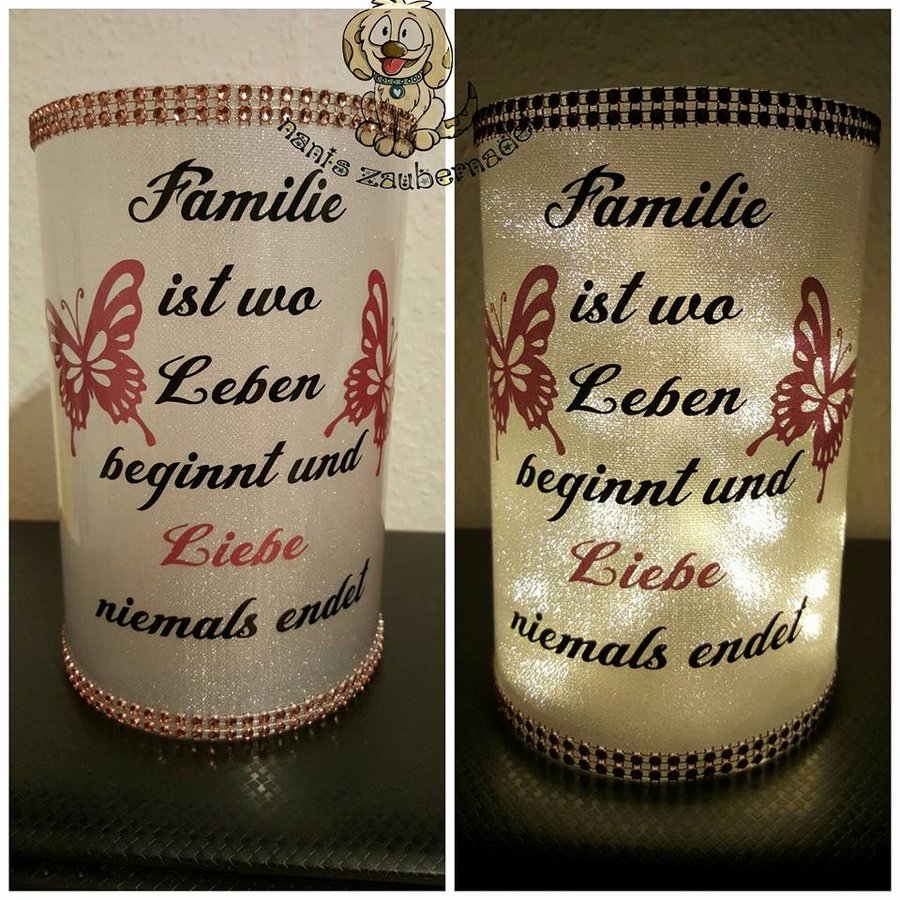 nani's zaubernadel
Familie
ist wo
Leben
beginnt und
Liebe
niemals endet
Familie
ist wo
Leben
beginnt und
Liebe
niemals endet